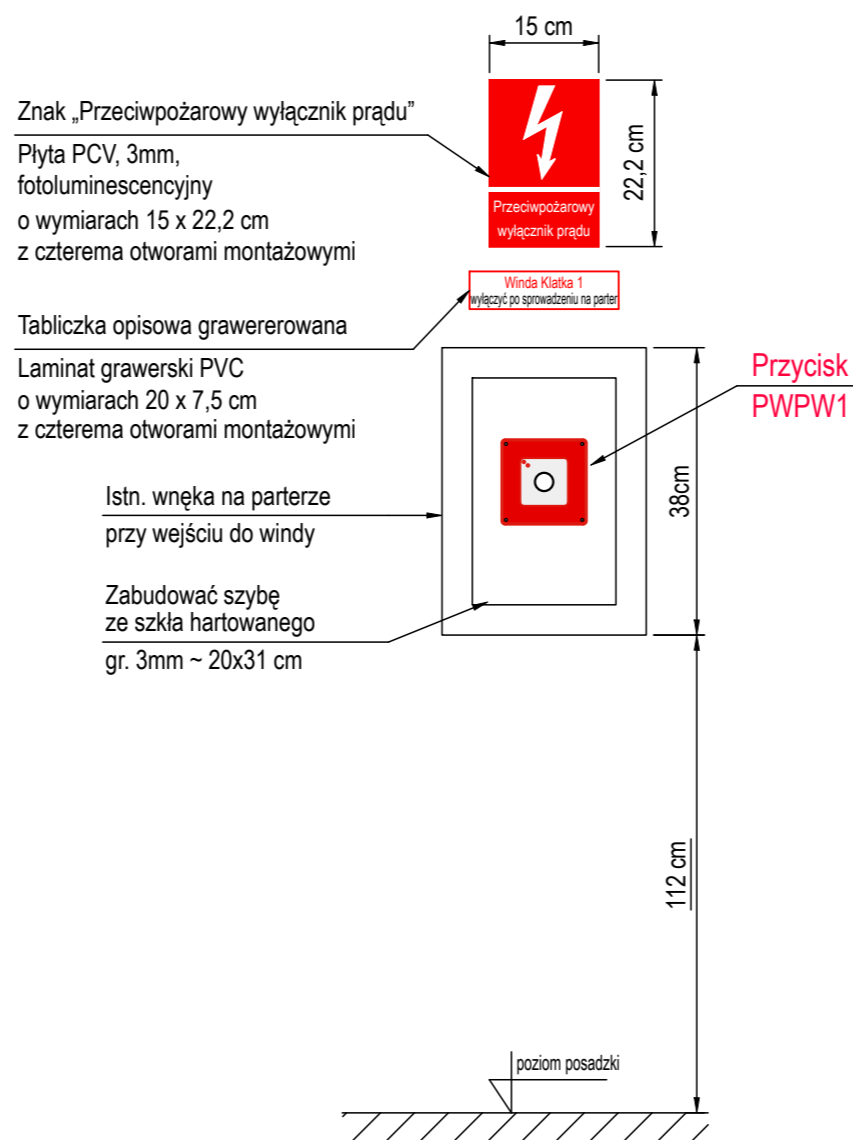 15 cm
Znak „Przeciwpożarowy wyłącznik prądu”
Płyta PCV, 3mm,
fotoluminescencyjny
o wymiarach 15 x 22,2 cm
z czterema otworami montażowymi
22,2 cm
Przeciwpożarowy
wyłącznik prądu
Winda Klatka 1
wyłączyć po sprowadzeniu na parter
Tabliczka opisowa grawererowana
Laminat grawerski PVC
o wymiarach 20 x 7,5 cm
z czterema otworami montażowymi
Przycisk
PWPW1
38cm
Istn. wnęka na parterze
przy wejściu do windy
Zabudować szybę
ze szkła hartowanego
gr. 3mm ~ 20x31 cm
112 cm
poziom posadzki